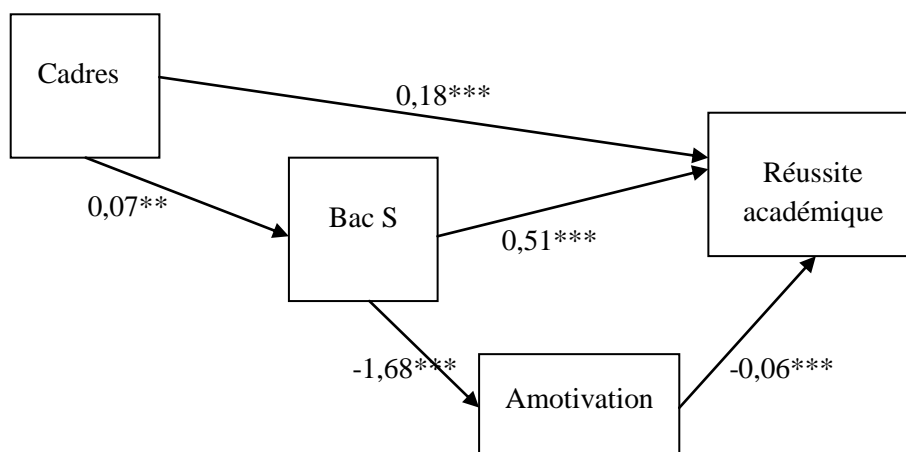 Cadres
0,18***
Réussite
académique
0,07**
Bac S
0,51***
-1,68***
-0,06***
Amotivation